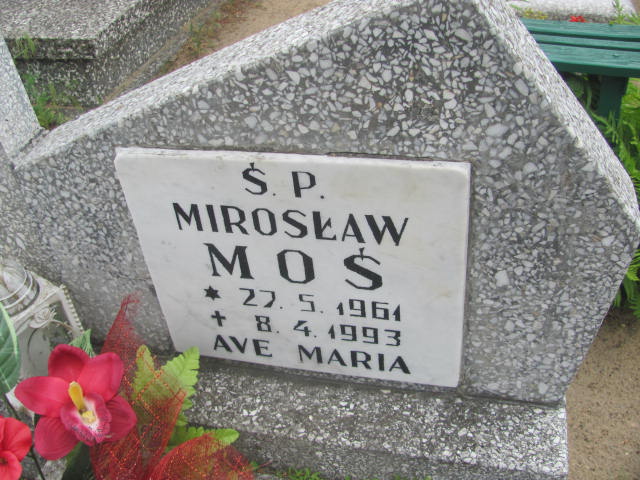 Ś. P.
MIROSŁAW
MOŚ
* 27. 5. 1961
✝ 8. 4. 1993
AVE MARIA